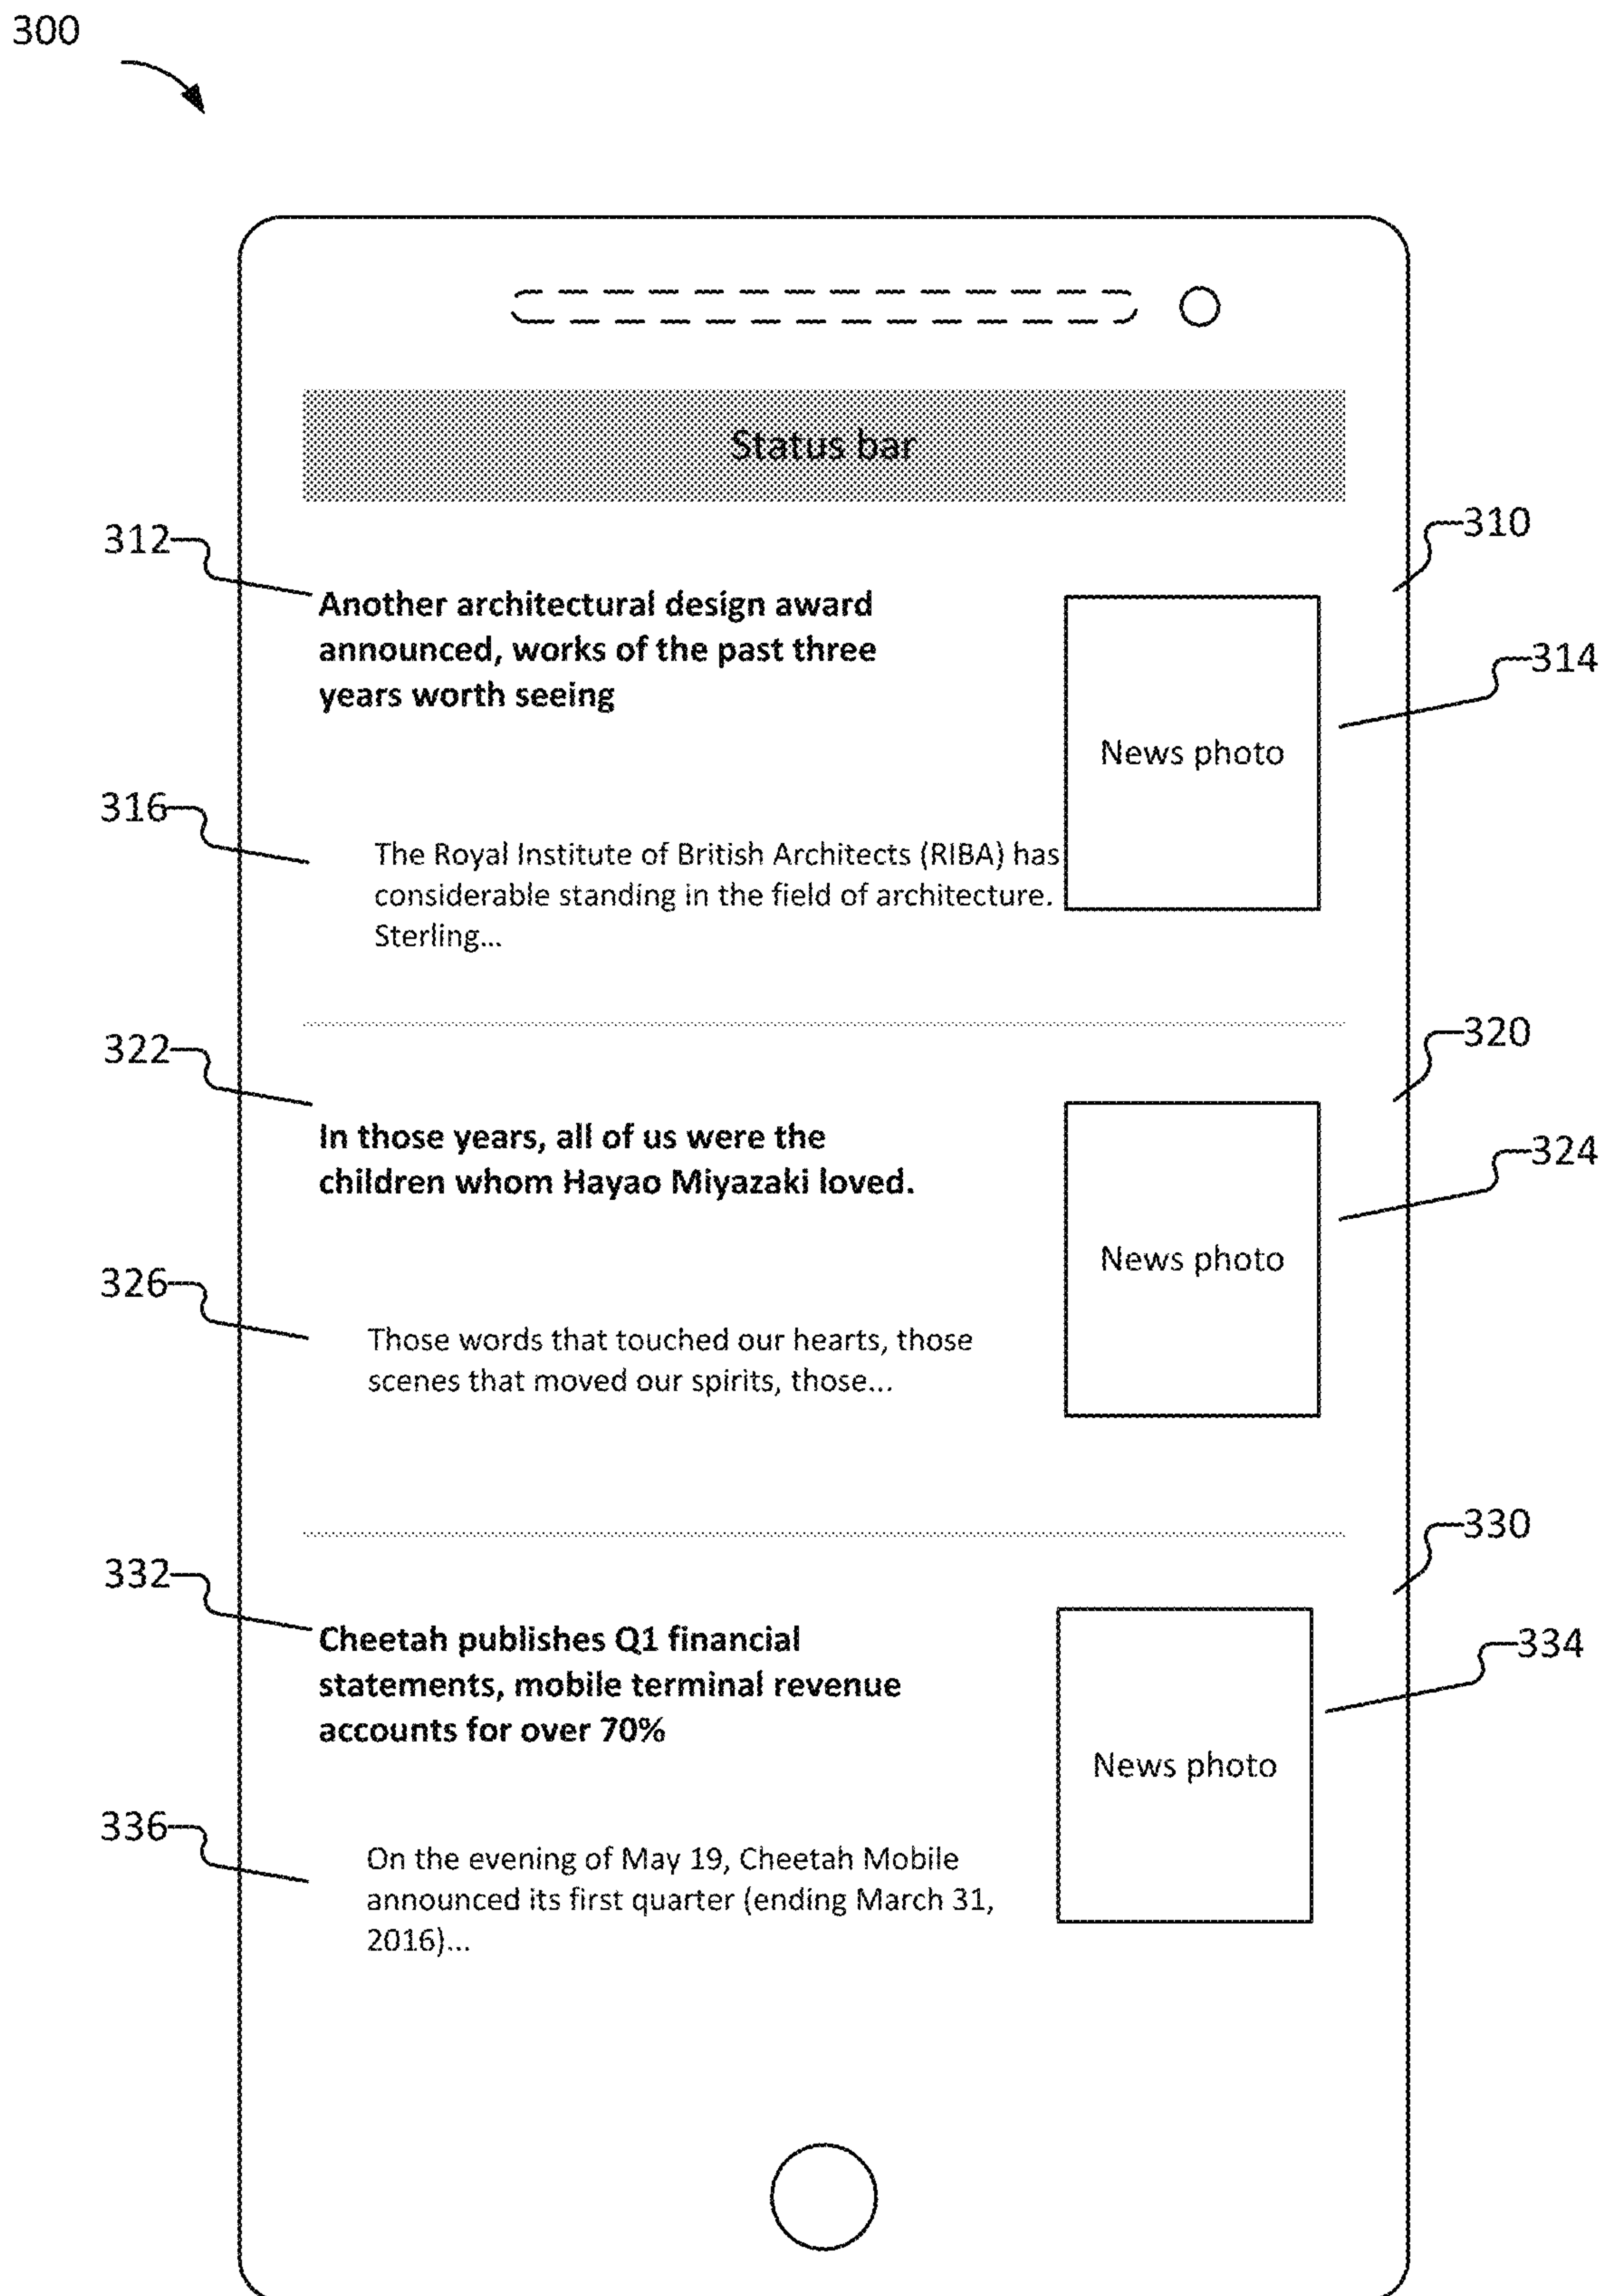 300
Status bar
312
310
Another architectural design award
announced, works of the past three
years worth seeing
314
News photo
316
The Royal Institute of British Architects (RIBA) has
considerable standing in the field of architecture.
Sterling...
322
320
In those years, all of us were the
children whom Hayao Miyazaki loved.
324
News photo
326
Those words that touched our hearts, those
scenes that moved our spirits, those...
332
330
Cheetah publishes Q1 financial
statements, mobile terminal revenue
accounts for over 70%
334
News photo
336
On the evening of May 19, Cheetah Mobile
announced its first quarter (ending March 31,
2016)...